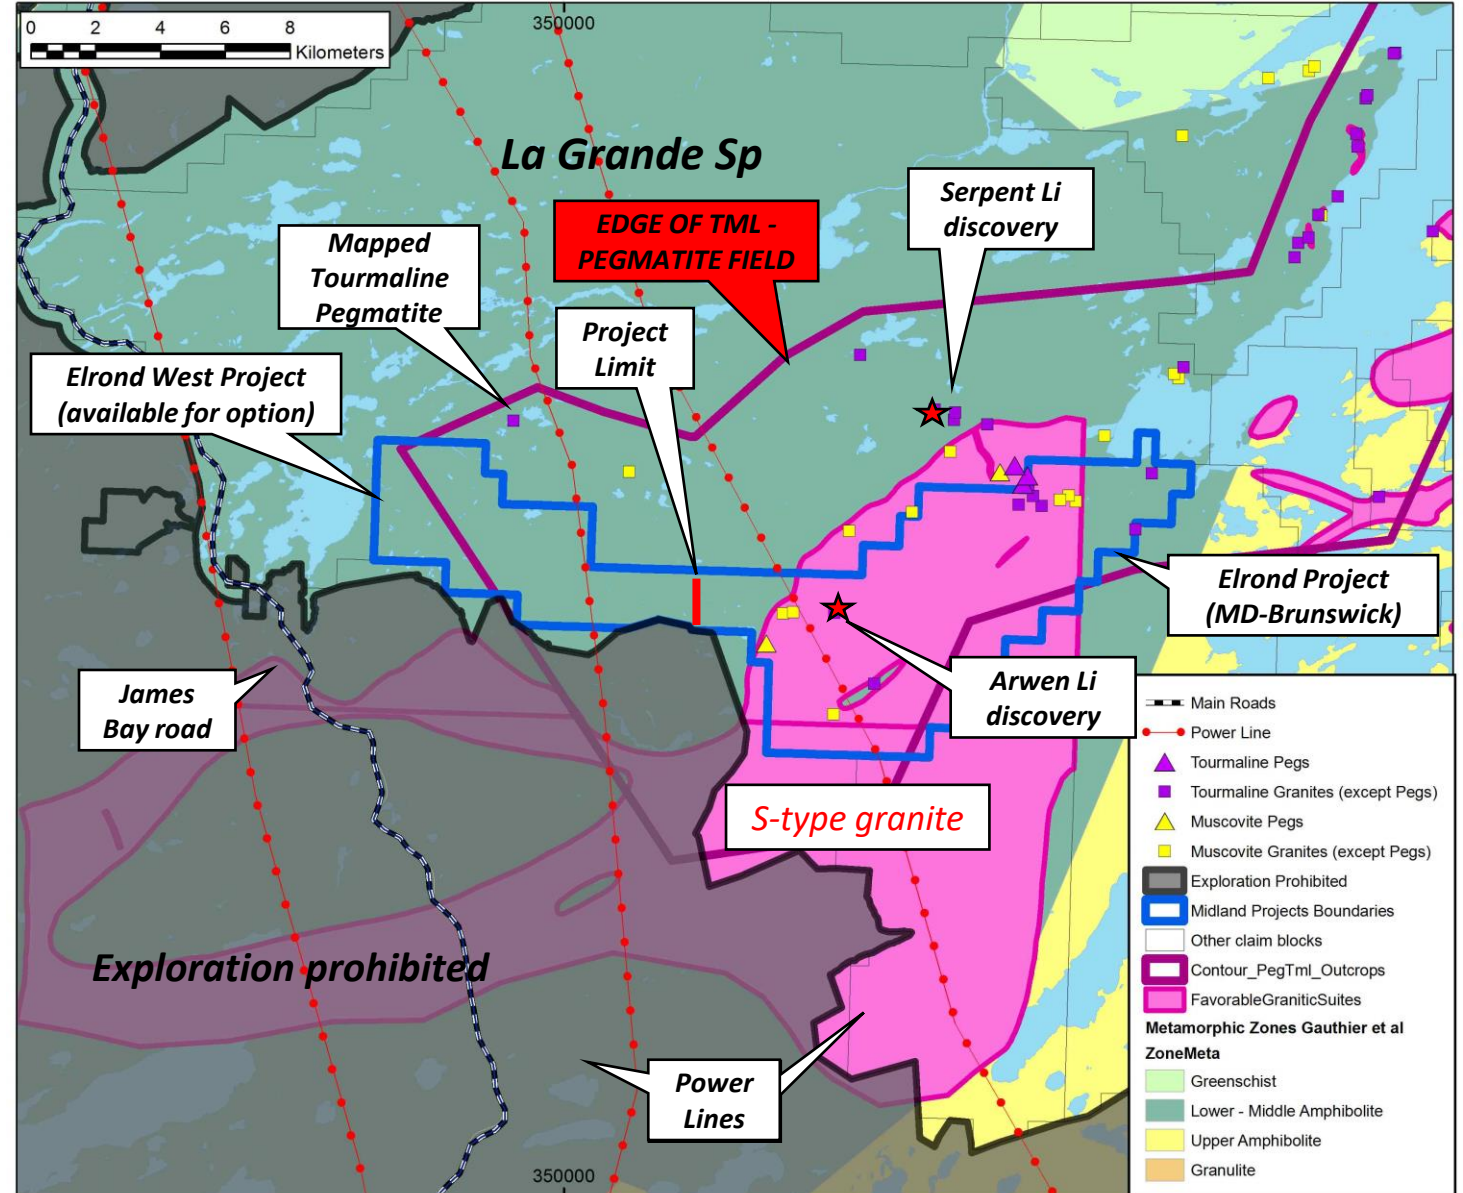 0 2 4 6 8
Kilometers
350000
La Grande Sp
Serpent Li
discovery
EDGE OF TML -
PEGMATITE FIELD
Mapped
Tourmaline
Pegmatite
Project
Limit
Elrond West Project
(available for option)
Elrond Project
(MD-Brunswick)
James
Bay road
Arwen Li
discovery
S-type granite
Exploration prohibited
Power
Lines
350000
Main Roads
Power Line
Tourmaline Pegs
Tourmaline Granites (except Pegs)
Muscovite Pegs
Muscovite Granites (except Pegs)
Exploration Prohibited
Midland Projects Boundaries
Other claim blocks
Contour_PegTml_Outcrops
FavorableGraniticSuites
Metamorphic Zones Gauthier et al
ZoneMeta
Greenschist
Lower - Middle Amphibolite
Upper Amphibolite
Granulite